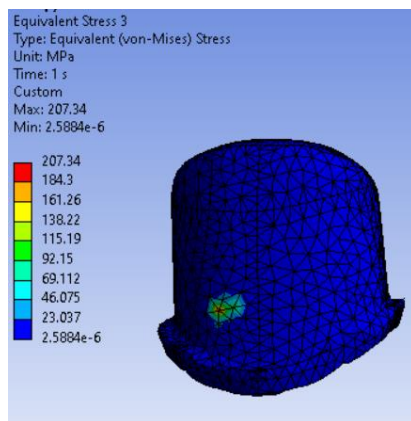 Equivalent Stress 3
Type: Equivalent (von-Mises) Stress
Unit: MPa
Time: 1 s
Custom
Max: 207.34
Min: 2.5884e-6
207.34
184.3
161.26
138.22
115.19
92.15
69.112
46.075
23.037
2.5884e-6